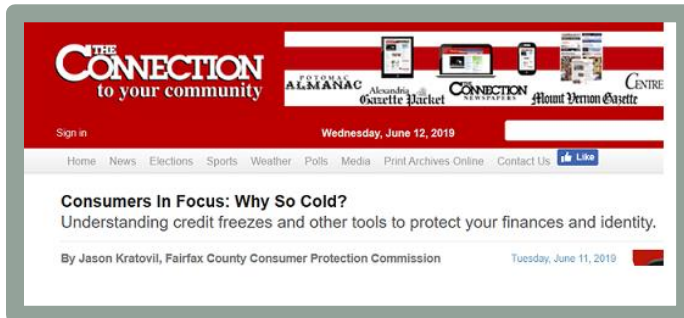 THE
CONNECTION
to your community
POTOMAC
ALMANAC
Alexandria
Gazette Packet
THE
CONNECTION
NEWSPAPERS
Mount Vernon Gazette
CENTRE
Sign in
Wednesday, June 12, 2019
Home News Elections Sports Weather Polls Media Print Archives Online Contact Us Like
Consumers In Focus: Why So Cold?
Understanding credit freezes and other tools to protect your finances and identity.
By Jason Kratovil, Fairfax County Consumer Protection Commission Tuesday, June 11, 2019